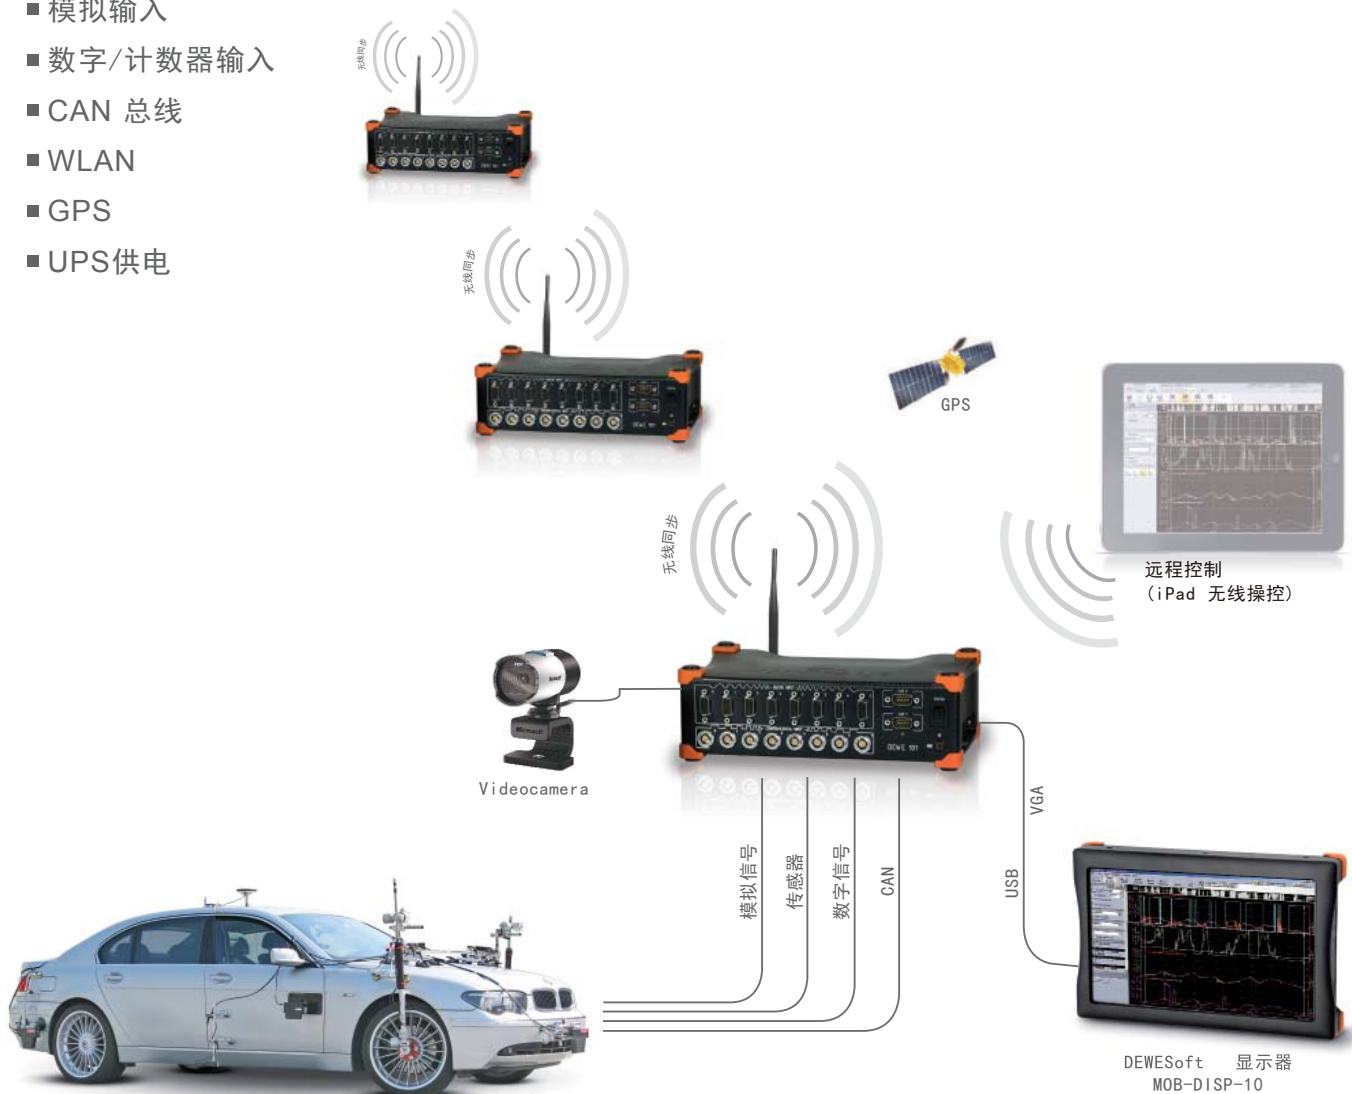 ■模拟输入
■数字/计数器输入
■CAN 总线
■WLAN
■GPS
■UPS供电
无线同步
无线同步
DEWE 101
GPS
无线同步
远程控制
(iPad 无线操控)
Microsoft
DEWE 101
Videocamera
模拟信号
传感器
数字信号
CAN
USB
VGA
DEWESoft 显示器
MOB-DISP-10